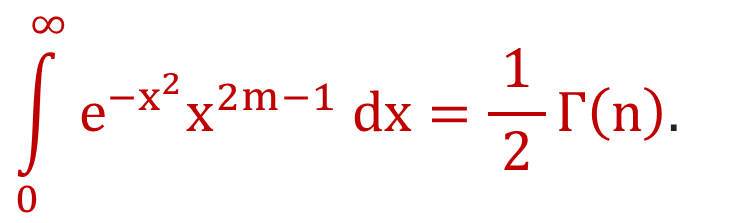 ∫₀^∞ e^{−x²} x^{2m−1} dx = 1/2 Γ(n).